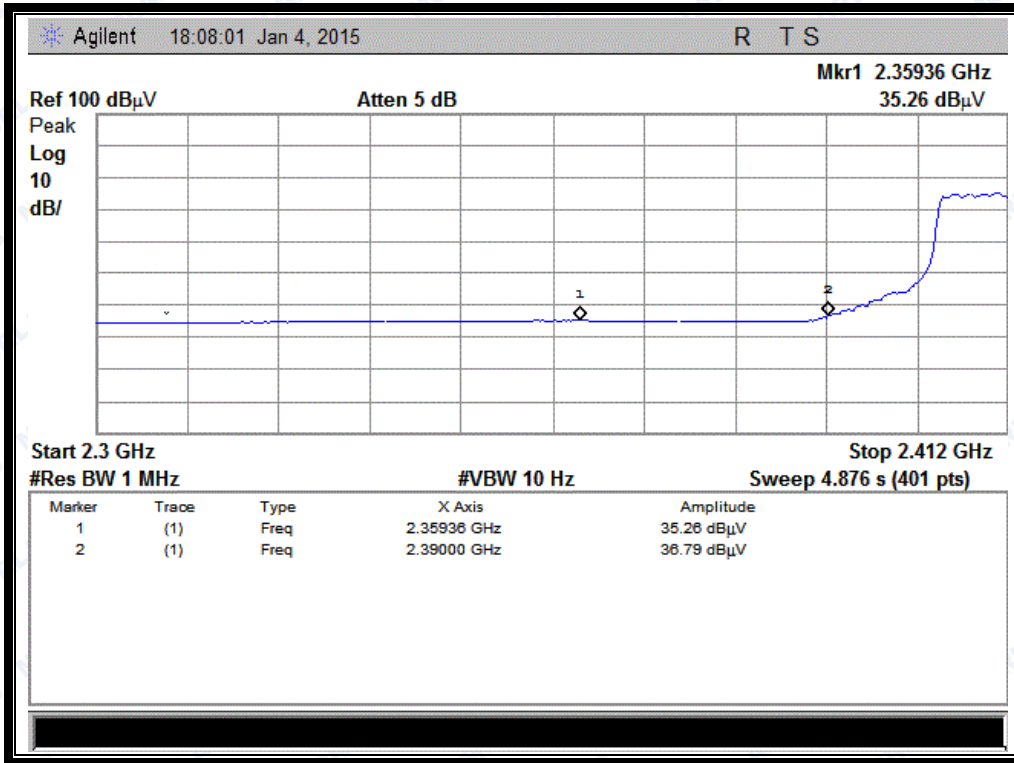 Agilent 18:08:01 Jan 4, 2015 R T S
Mkr1 2.35936 GHz
Ref 100 dBµV Atten 5 dB 35.26 dBµV
Peak
Log
10
dB/
1
2
Start 2.3 GHz Stop 2.412 GHz
#Res BW 1 MHz #VBW 10 Hz Sweep 4.876 s (401 pts)
Marker Trace Type X Axis Amplitude
1 (1) Freq 2.35936 GHz 35.26 dBµV
2 (1) Freq 2.39000 GHz 36.79 dBµV